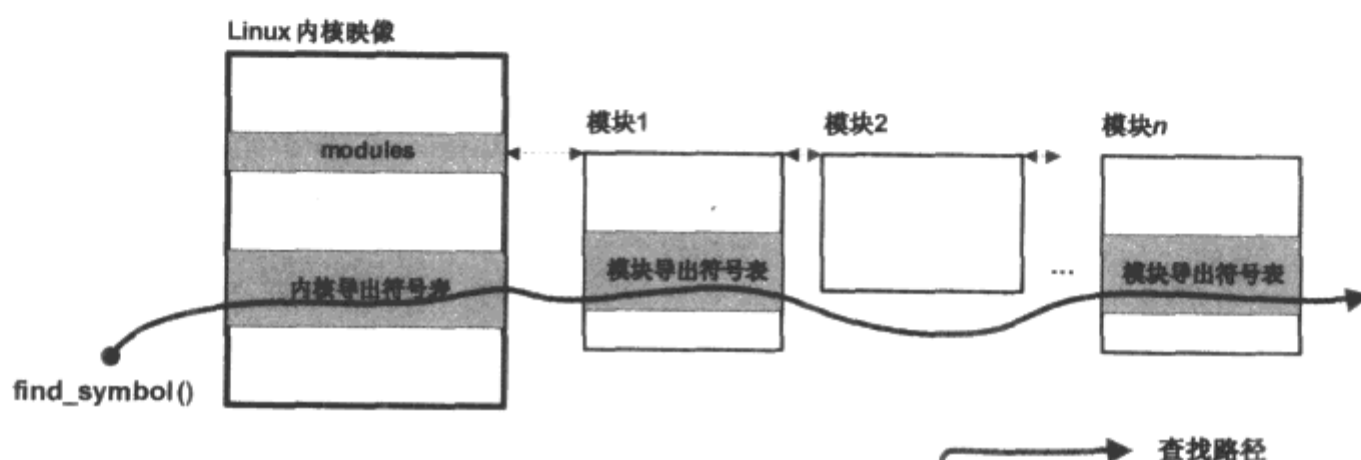 Linux 内核映像
模块1
模块2
模块n
modules
内核导出符号表
模块导出符号表
...
模块导出符号表
find_symbol()
查找路径